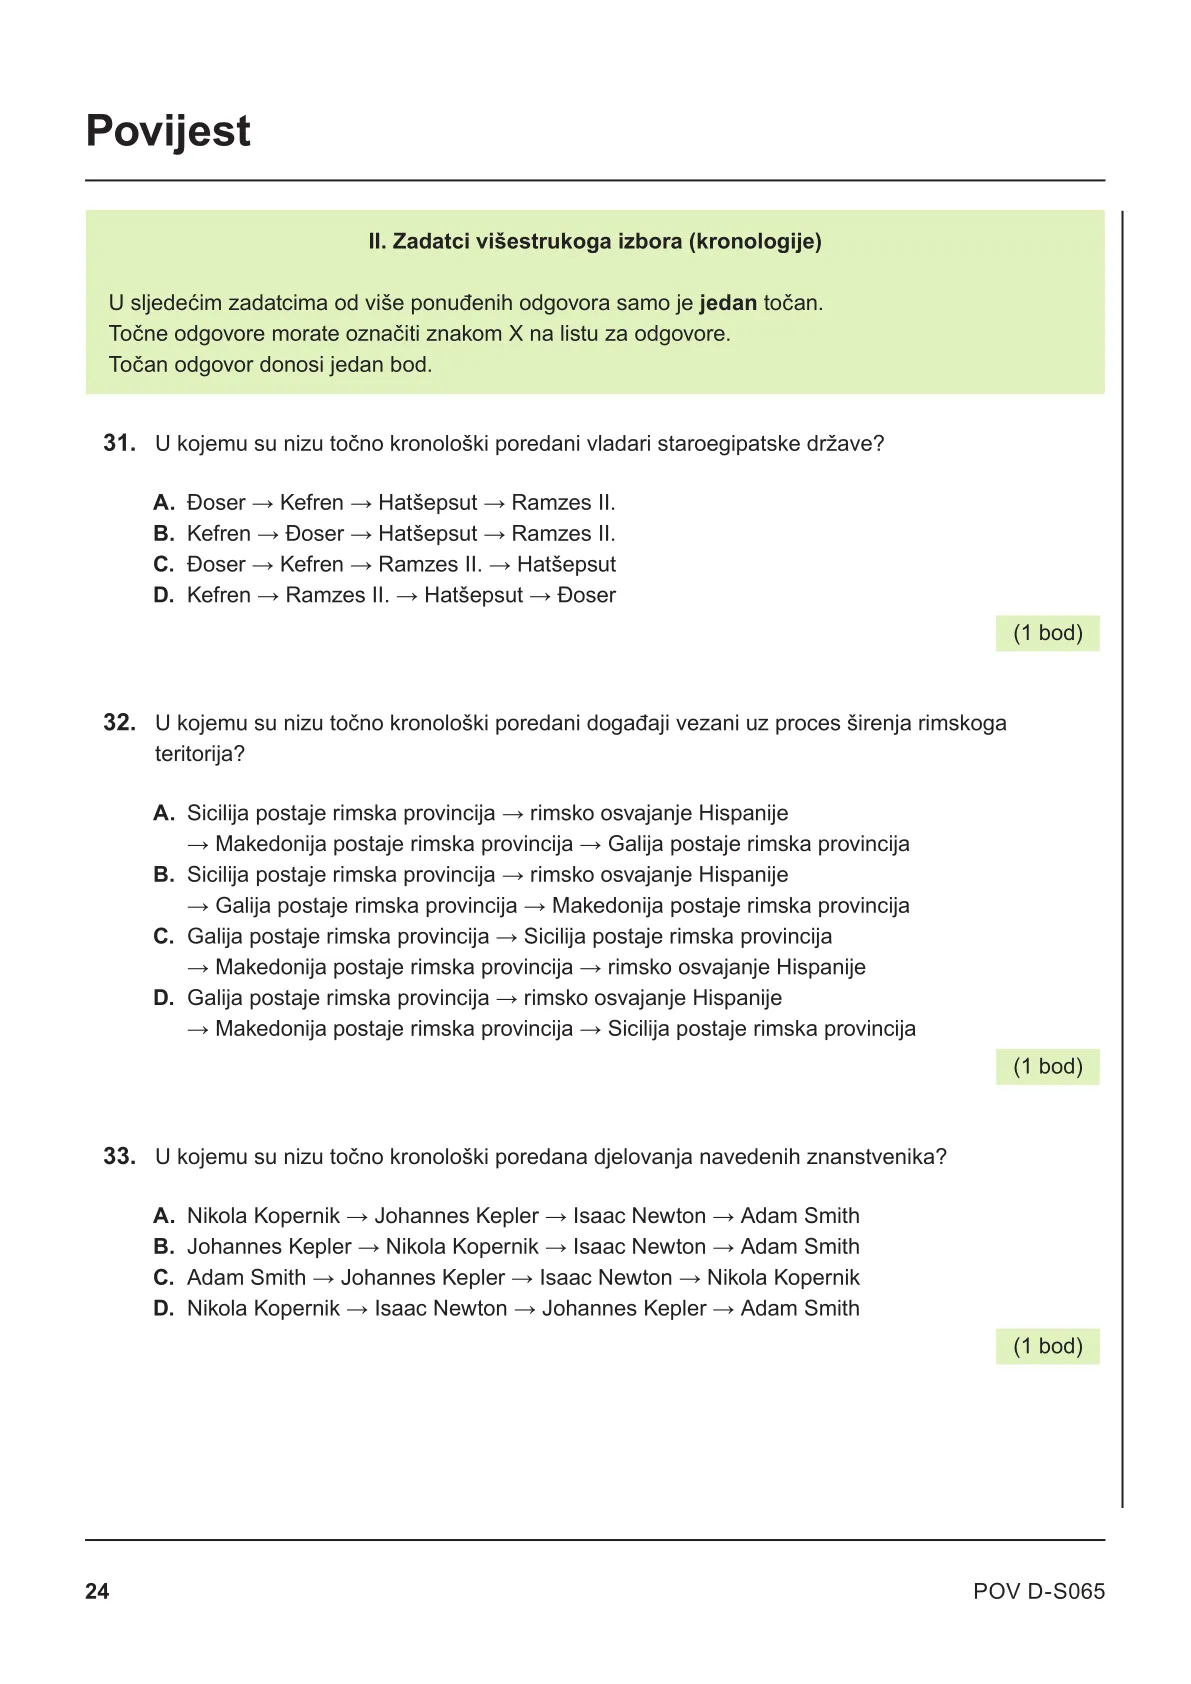 Povijest
II. Zadatci višestrukoga izbora (kronologije)
U sljedećim zadatcima od više ponuđenih odgovora samo je jedan točan.
Točne odgovore morate označiti znakom X na listu za odgovore.
Točan odgovor donosi jedan bod.
31. U kojemu su nizu točno kronološki poredani vladari staroegipatske države?
A. Đoser → Kefren → Hatšepsut → Ramzes II.
B. Kefren → Đoser → Hatšepsut → Ramzes II.
C. Đoser → Kefren → Ramzes II. → Hatšepsut
D. Kefren → Ramzes II. → Hatšepsut → Đoser
(1 bod)
32. U kojemu su nizu točno kronološki poredani događaji vezani uz proces širenja rimskoga
teritorija?
A. Sicilija postaje rimska provincija → rimsko osvajanje Hispanije
→ Makedonija postaje rimska provincija → Galija postaje rimska provincija
B. Sicilija postaje rimska provincija → rimsko osvajanje Hispanije
→ Galija postaje rimska provincija → Makedonija postaje rimska provincija
C. Galija postaje rimska provincija → Sicilija postaje rimska provincija
→ Makedonija postaje rimska provincija → rimsko osvajanje Hispanije
D. Galija postaje rimska provincija → rimsko osvajanje Hispanije
→ Makedonija postaje rimska provincija → Sicilija postaje rimska provincija
(1 bod)
33. U kojemu su nizu točno kronološki poredana djelovanja navedenih znanstvenika?
A. Nikola Kopernik → Johannes Kepler → Isaac Newton → Adam Smith
B. Johannes Kepler → Nikola Kopernik → Isaac Newton → Adam Smith
C. Adam Smith → Johannes Kepler → Isaac Newton → Nikola Kopernik
D. Nikola Kopernik → Isaac Newton → Johannes Kepler → Adam Smith
(1 bod)
24
POV D-S065